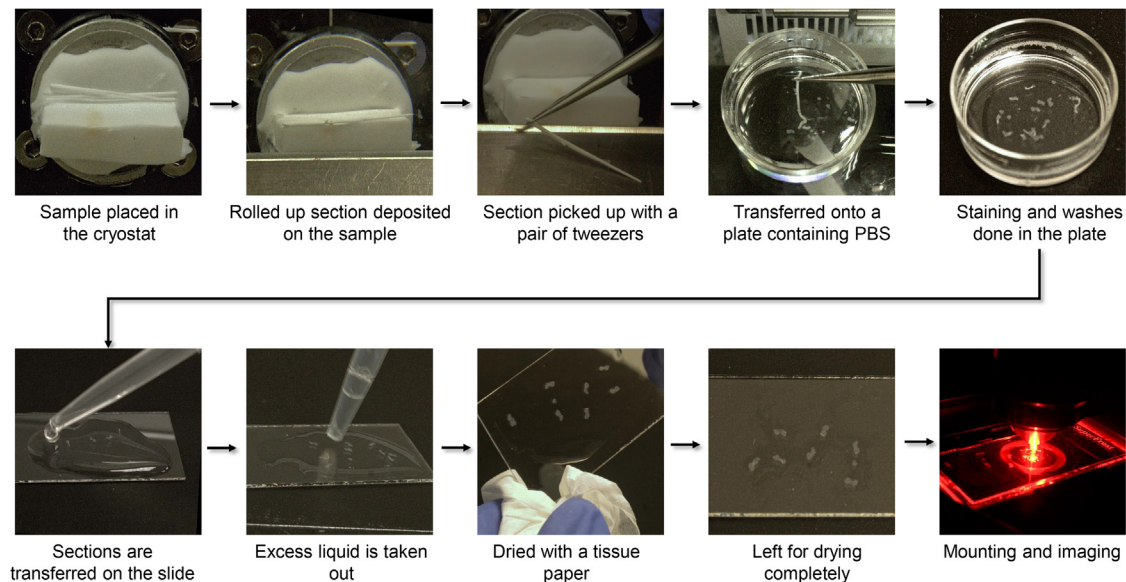 Sample placed in
the cryostat
Rolled up section deposited
on the sample
Section picked up with a
pair of tweezers
Transferred onto a
plate containing PBS
Staining and washes
done in the plate
Sections are
transferred on the slide
Excess liquid is taken
out
Dried with a tissue
paper
Left for drying
completely
Mounting and imaging